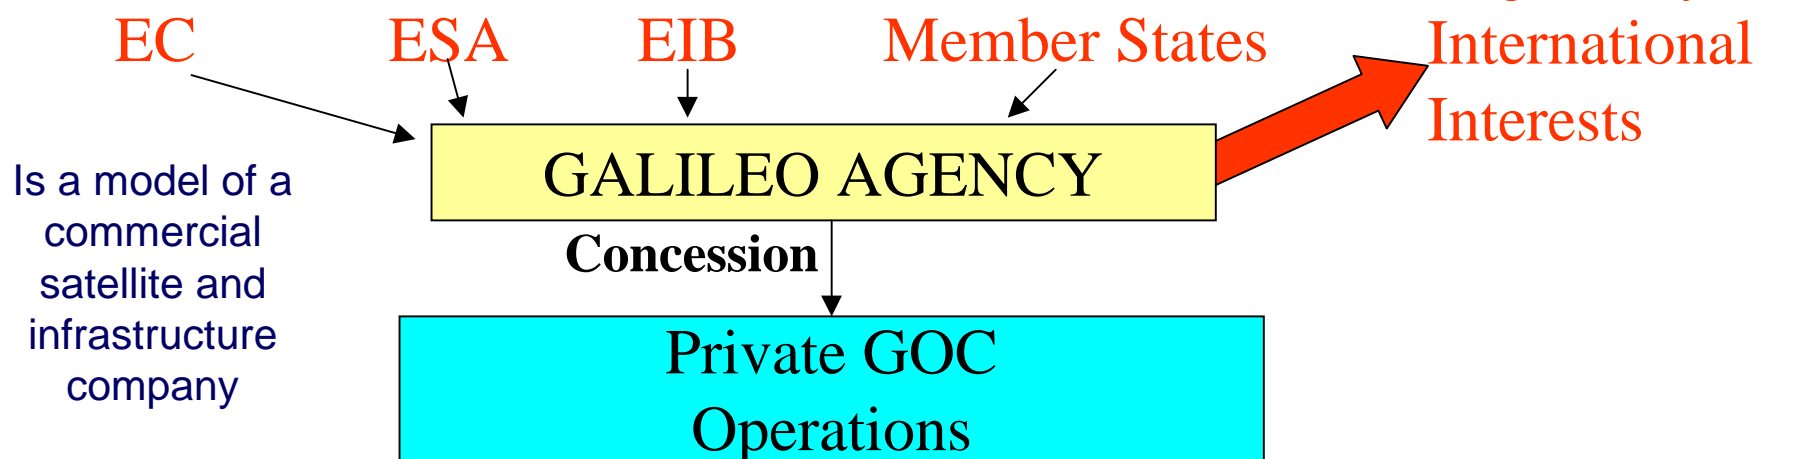 EC ESA EIB Member States
International
Interests
GALILEO AGENCY
Is a model of a
commercial
satellite and
infrastructure
company
Concession
Private GOC
Operations